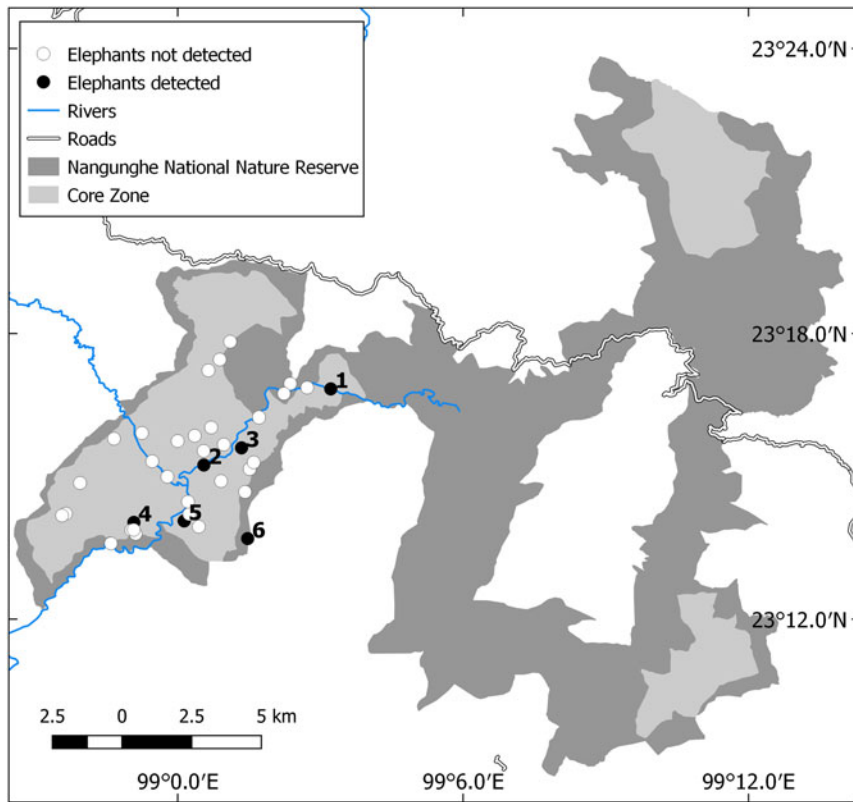 Elephants not detected
Elephants detected
Rivers
Roads
Nangunghe National Nature Reserve
Core Zone
23°24.0′N
23°18.0′N
1
3
2
4
5
6
23°12.0′N
2.5 0 2.5 5 km
99°0.0′E 99°6.0′E 99°12.0′E